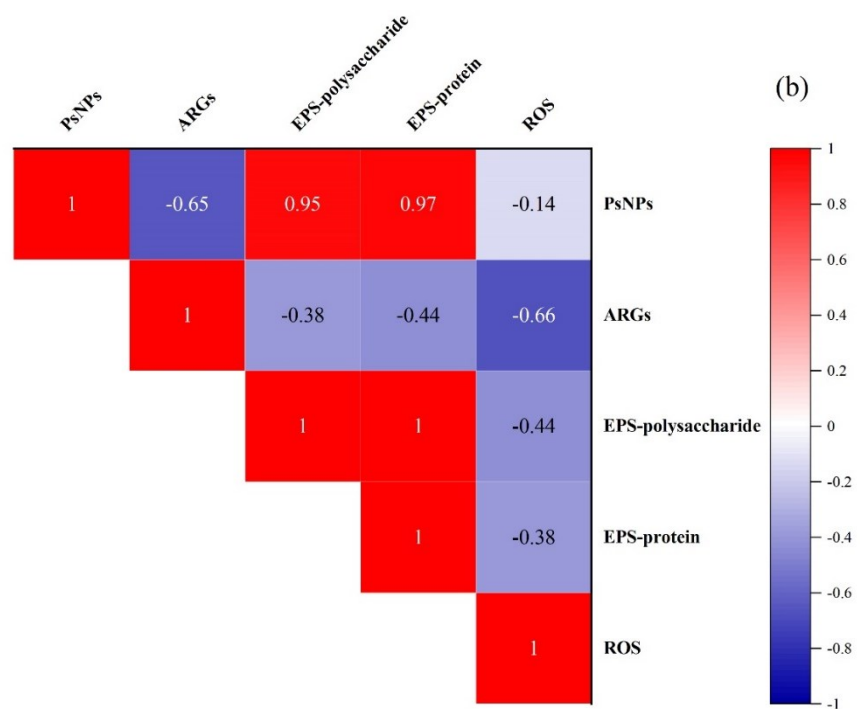 PsNPs ARGs EPS-polysaccharide EPS-protein ROS
(b)
1 -0.65 0.95 0.97 -0.14 PsNPs
1 -0.38 -0.44 -0.66 ARGs
1 1 -0.44 EPS-polysaccharide
1 -0.38 EPS-protein
1 ROS
1
0.8
0.6
0.4
0.2
0
-0.2
-0.4
-0.6
-0.8
-1